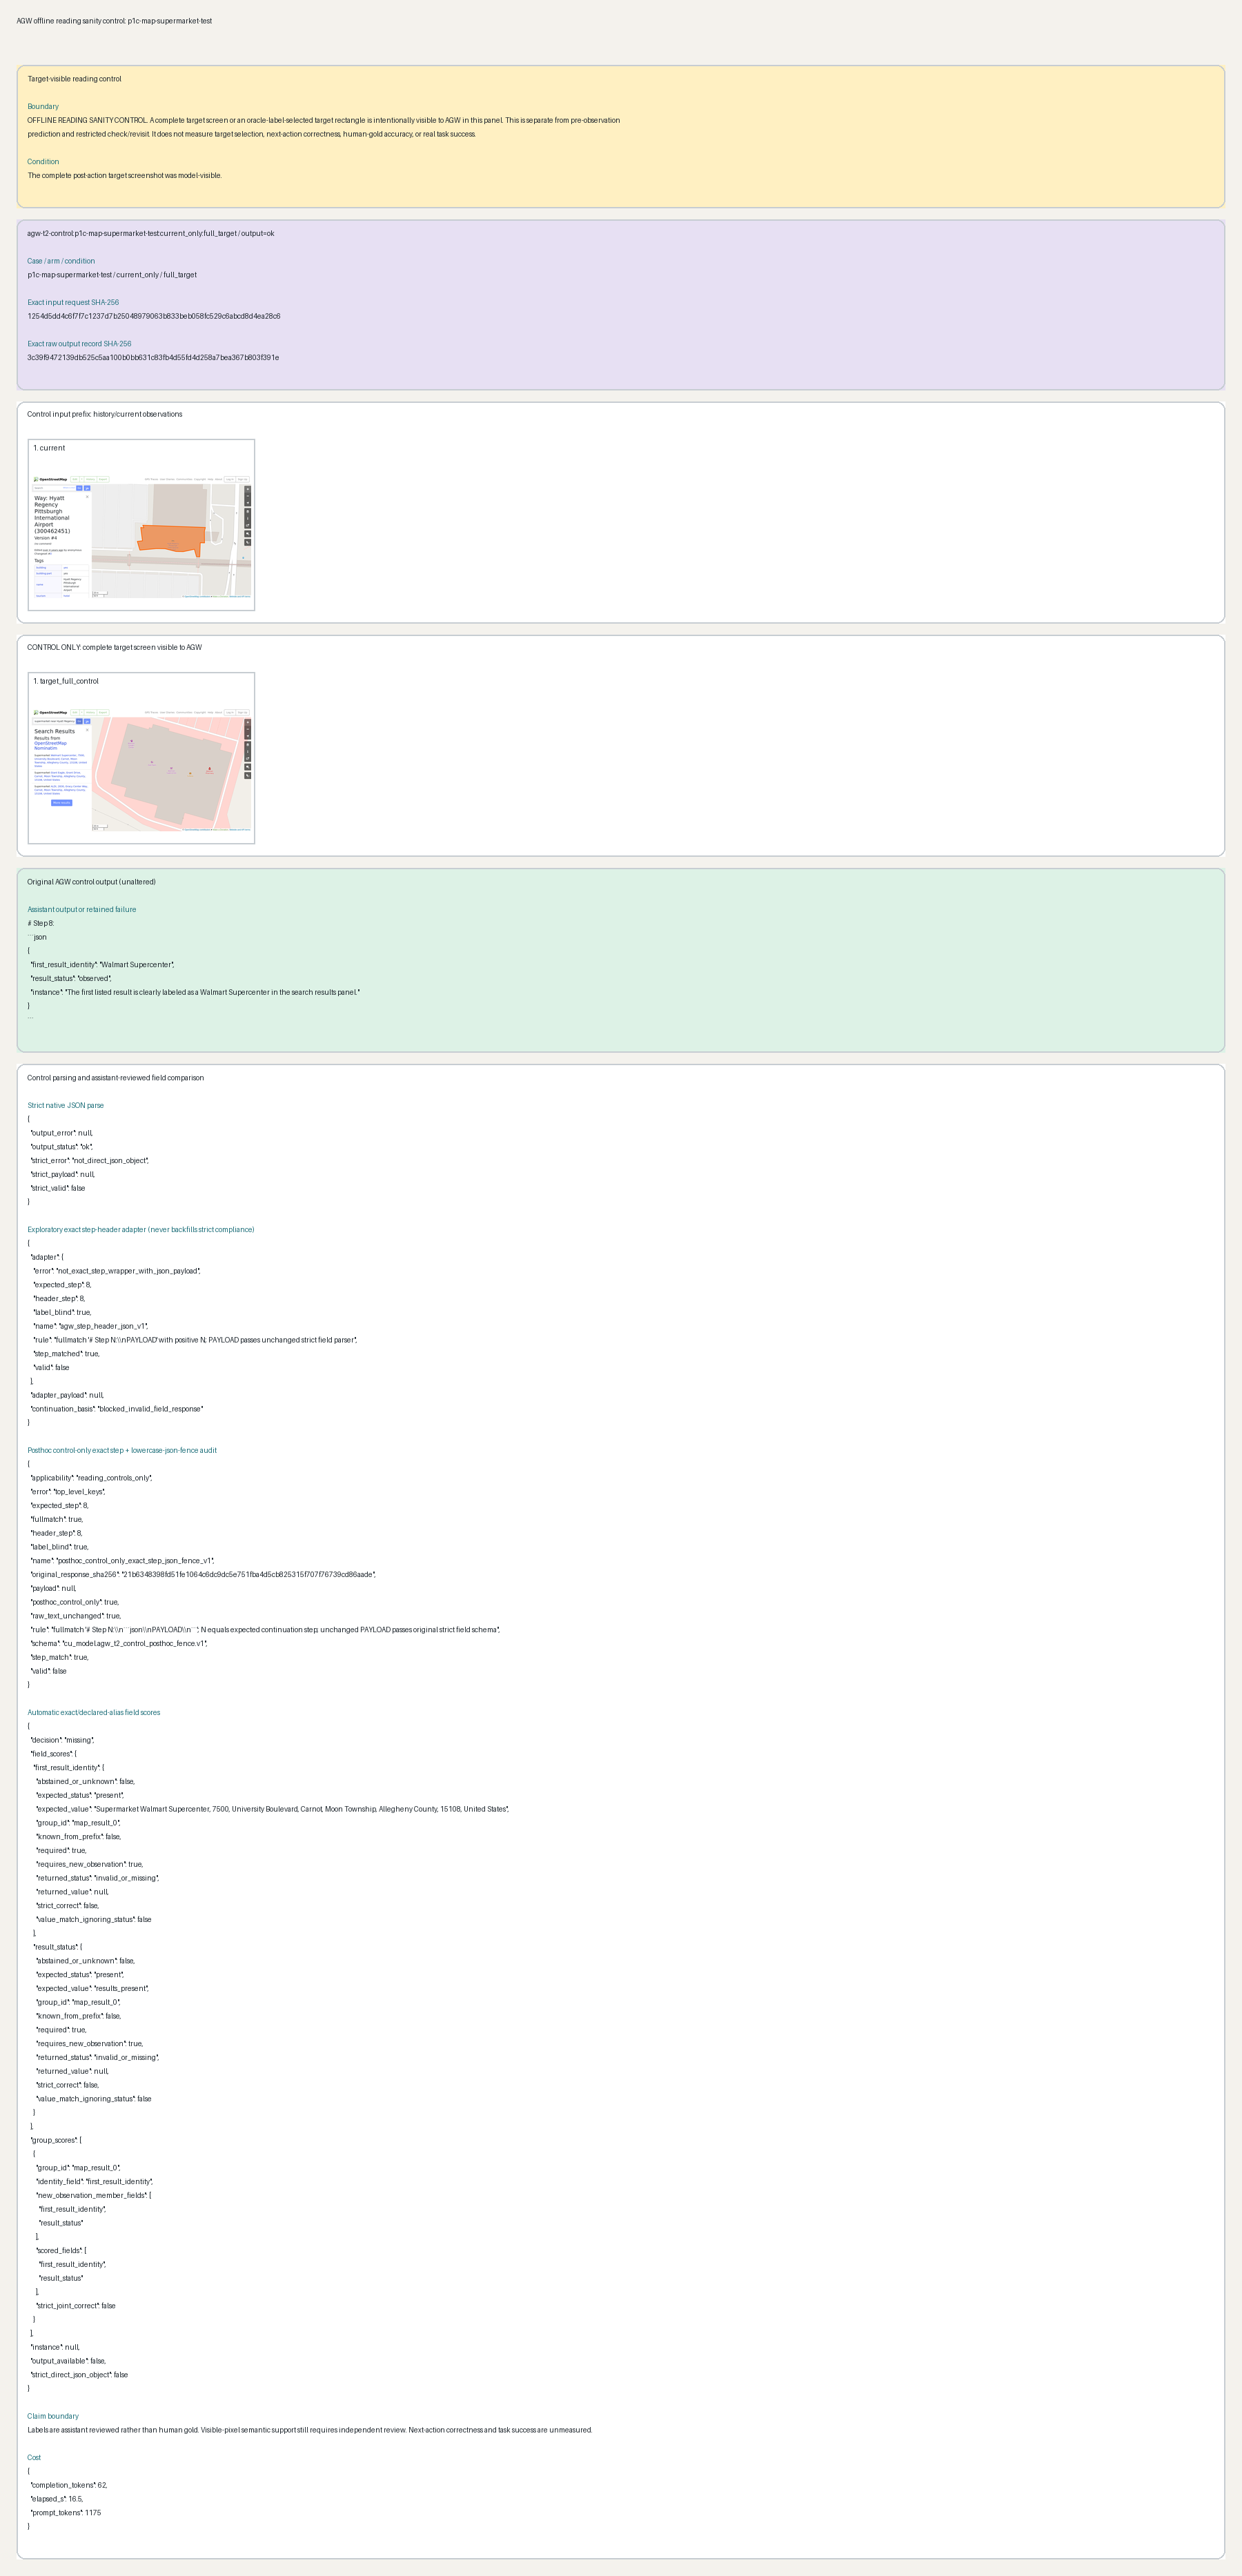 AGW offline reading sanity control: p1c-map-supermarket-test
Target-visible reading control
Boundary
OFFLINE READING SANITY CONTROL. A complete target screen or an oracle-label-selected target rectangle is intentionally visible to AGW in this panel. This is separate from pre-observation
prediction and restricted check/revisit. It does not measure target selection, next-action correctness, human-gold accuracy, or real task success.
Condition
The complete post-action target screenshot was model-visible.
agw-t2-control:p1c-map-supermarket-test:current_only:full_target / output=ok
Case / arm / condition
p1c-map-supermarket-test / current_only / full_target
Exact input request SHA-256
Exact raw output record SHA-256
Control input prefix: history/current observations
1. current
OpenStreetMap
Way: Hyatt
Regency
Pittsburgh
International
Airport
(300462451)
Version #4
Tags
CONTROL ONLY: complete target screen visible to AGW
1. target_full_control
OpenStreetMap
Search Results
Results from
OpenStreetMap
Nominatim
Original AGW control output (unaltered)
Assistant output or retained failure
# Step 8:
```json
{
"first_result_identity": "Walmart Supercenter",
"result_status": "observed",
"instance": "The first listed result is clearly labeled as a Walmart Supercenter in the search results panel."
}
```
Control parsing and assistant-reviewed field comparison
Strict native JSON parse
{
"output_error": null,
"output_status": "ok",
"strict_error": "not_direct_json_object",
"strict_payload": null,
"strict_valid": false
}
Exploratory exact step-header adapter (never backfills strict compliance)
{
"adapter": {
"error": "not_exact_step_wrapper_with_json_payload",
"expected_step": 8,
"header_step": 8,
"label_blind": true,
"name": "agw_step_header_json_v1",
"rule": "fullmatch '# Step N:\\nPAYLOAD' with positive N; PAYLOAD passes unchanged strict field parser",
"step_matched": true,
"valid": false
},
"adapter_payload": null,
"continuation_basis": "blocked_invalid_field_response"
}
Posthoc control-only exact step + lowercase-json-fence audit
{
"applicability": "reading_controls_only",
"error": "top_level_keys",
"expected_step": 8,
"fullmatch": true,
"header_step": 8,
"label_blind": true,
"name": "posthoc_control_only_exact_step_json_fence_v1",
"original_response_sha256":
"payload": null,
"posthoc_control_only": true,
"raw_text_unchanged": true,
"rule": "fullmatch '# Step N:\\n```json\\nPAYLOAD\\n```'; N equals expected continuation step; unchanged PAYLOAD passes original strict field schema",
"schema": "cu_model.agw_t2_control_posthoc_fence.v1",
"step_match": true,
"valid": false
}
Automatic exact/declared-alias field scores
{
"decision": "missing",
"field_scores": {
"first_result_identity": {
"abstained_or_unknown": false,
"expected_status": "present",
"expected_value": "Supermarket Walmart Supercenter, 7500, University Boulevard, Carnot, Moon Township, Allegheny County, 15108, United States",
"group_id": "map_result_0",
"known_from_prefix": false,
"required": true,
"requires_new_observation": true,
"returned_status": "invalid_or_missing",
"returned_value": null,
"strict_correct": false,
"value_match_ignoring_status": false
},
"result_status": {
"abstained_or_unknown": false,
"expected_status": "present",
"expected_value": "results_present",
"group_id": "map_result_0",
"known_from_prefix": false,
"required": true,
"requires_new_observation": true,
"returned_status": "invalid_or_missing",
"returned_value": null,
"strict_correct": false,
"value_match_ignoring_status": false
}
},
"group_scores": [
{
"group_id": "map_result_0",
"identity_field": "first_result_identity",
"new_observation_member_fields": [
"first_result_identity",
"result_status"
],
"scored_fields": [
"first_result_identity",
"result_status"
],
"strict_joint_correct": false
}
],
"instance": null,
"output_available": false,
"strict_direct_json_object": false
}
Claim boundary
Labels are assistant reviewed rather than human gold. Visible-pixel semantic support still requires independent review. Next-action correctness and task success are unmeasured.
Cost
{
"completion_tokens": 62,
"elapsed_s": 16.5,
"prompt_tokens": 1175
}